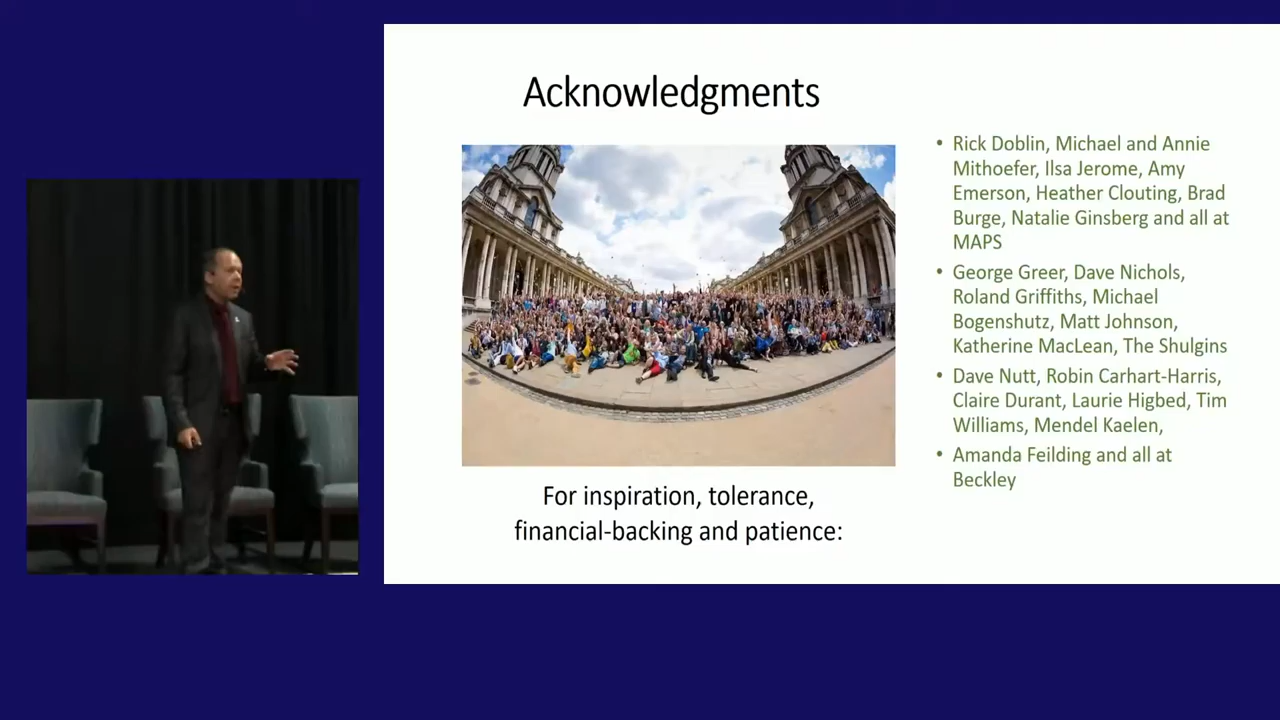 Acknowledgments
For inspiration, tolerance,
financial-backing and patience:
• Rick Doblin, Michael and Annie
Mithoefer, Ilsa Jerome, Amy
Emerson, Heather Clouting, Brad
Burge, Natalie Ginsberg and all at
MAPS
• George Greer, Dave Nichols,
Roland Griffiths, Michael
Bogenshutz, Matt Johnson,
Katherine MacLean, The Shulgins
• Dave Nutt, Robin Carhart-Harris,
Claire Durant, Laurie Higbed, Tim
Williams, Mendel Kaelen,
• Amanda Feilding and all at
Beckley